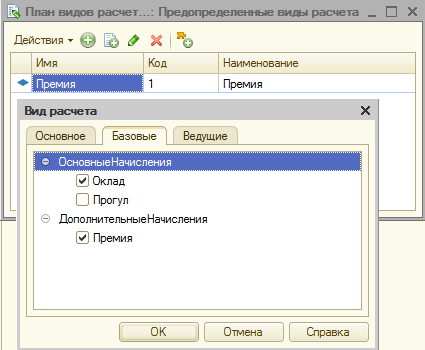 План видов расчет...: Предопределенные виды расчета
Действия
Имя Код Наименование
Премия 1 Премия
Вид расчета
Основное Базовые Ведущие
ОсновныеНачисления
Оклад
Прогул
ДополнительныеНачисления
Премия
OK Отмена Справка